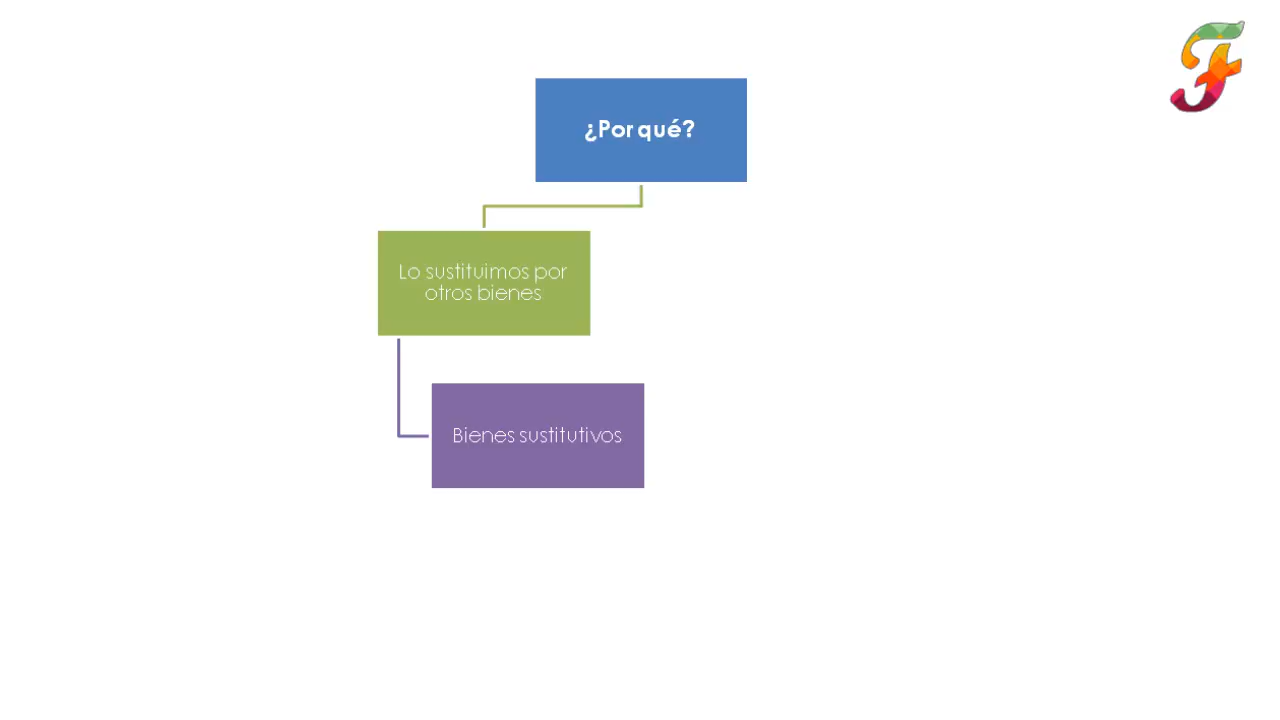 ¿Por qué?
Lo sustituimos por
otros bienes
Bienes sustitutivos